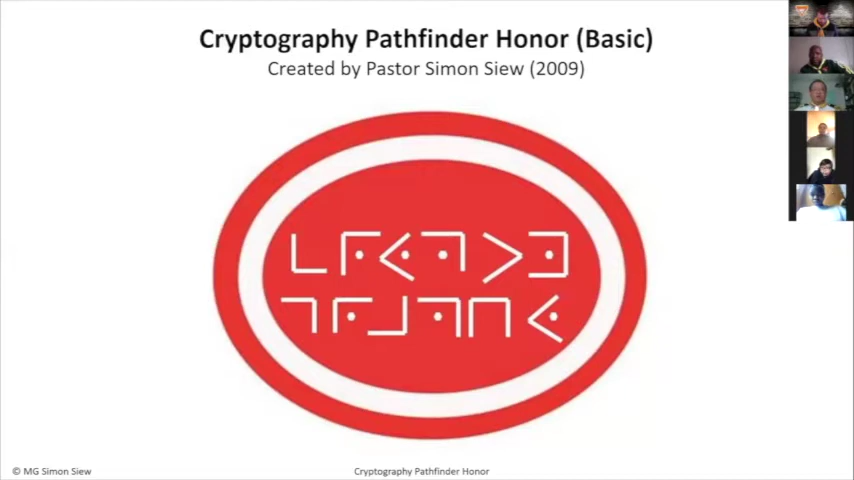 Cryptography Pathfinder Honor (Basic)
Created by Pastor Simon Siew (2009)
© MG Simon Siew
Cryptography Pathfinder Honor